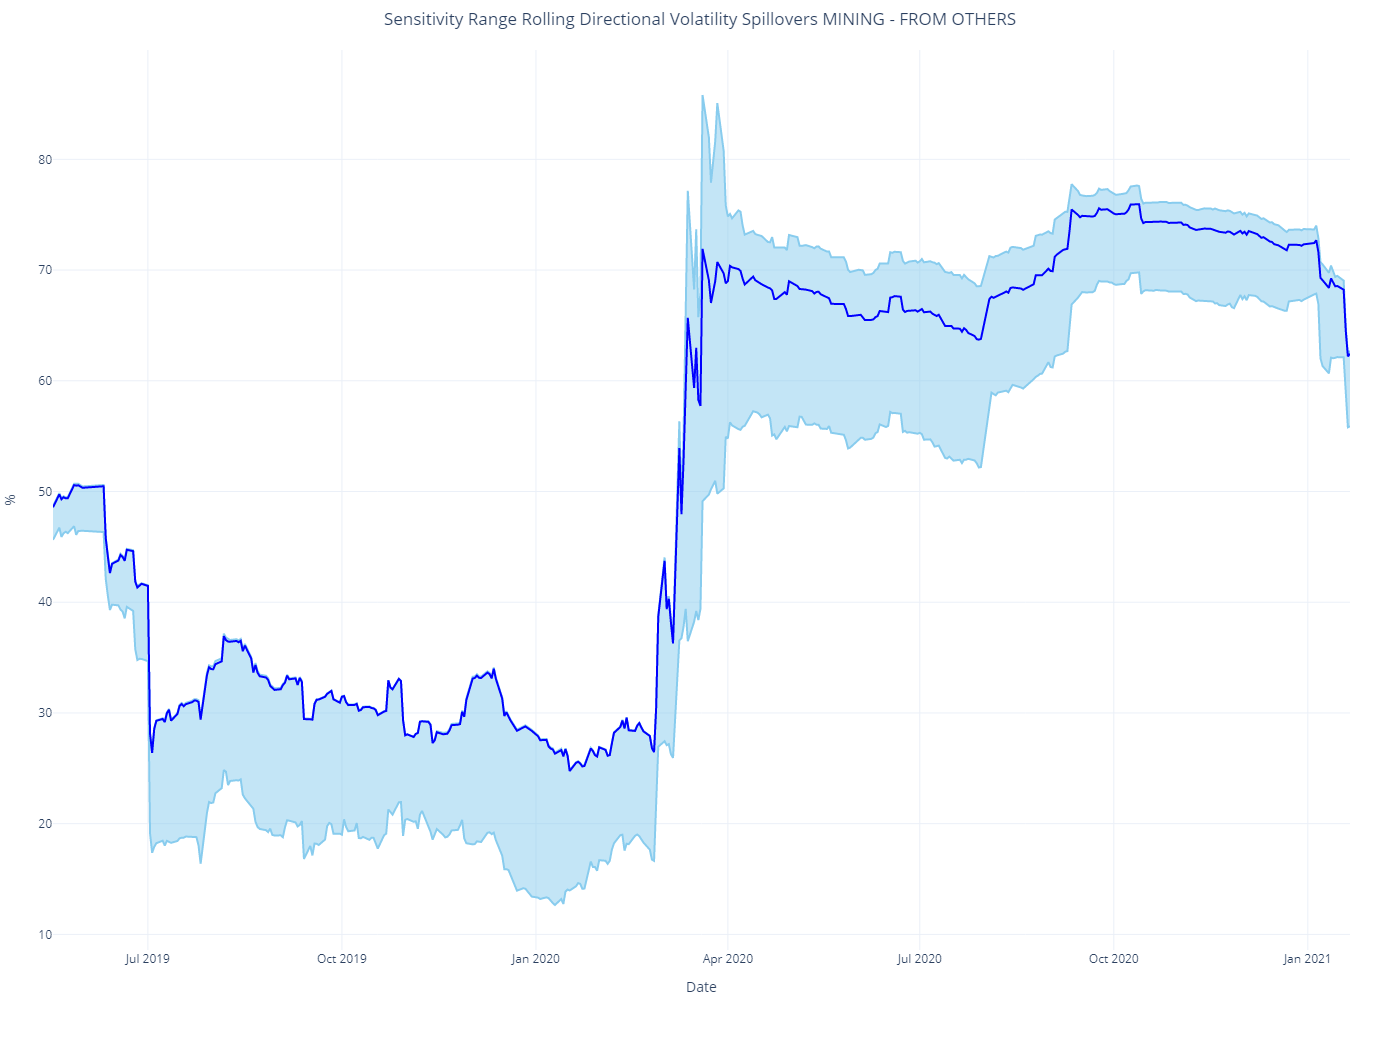 Sensitivity Range Rolling Directional Volatility Spillovers MINING - FROM OTHERS
80
70
60
50
40
30
20
10
%
Jul 2019
Oct 2019
Jan 2020
Apr 2020
Jul 2020
Oct 2020
Jan 2021
Date